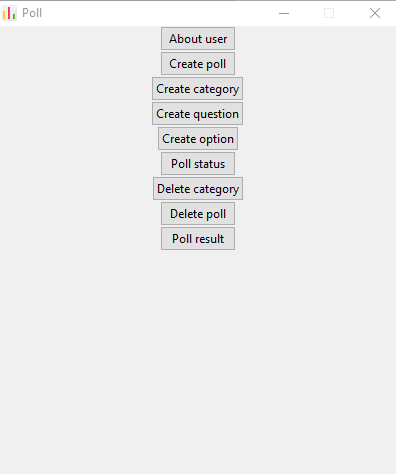 Poll
About user
Create poll
Create category
Create question
Create option
Poll status
Delete category
Delete poll
Poll result